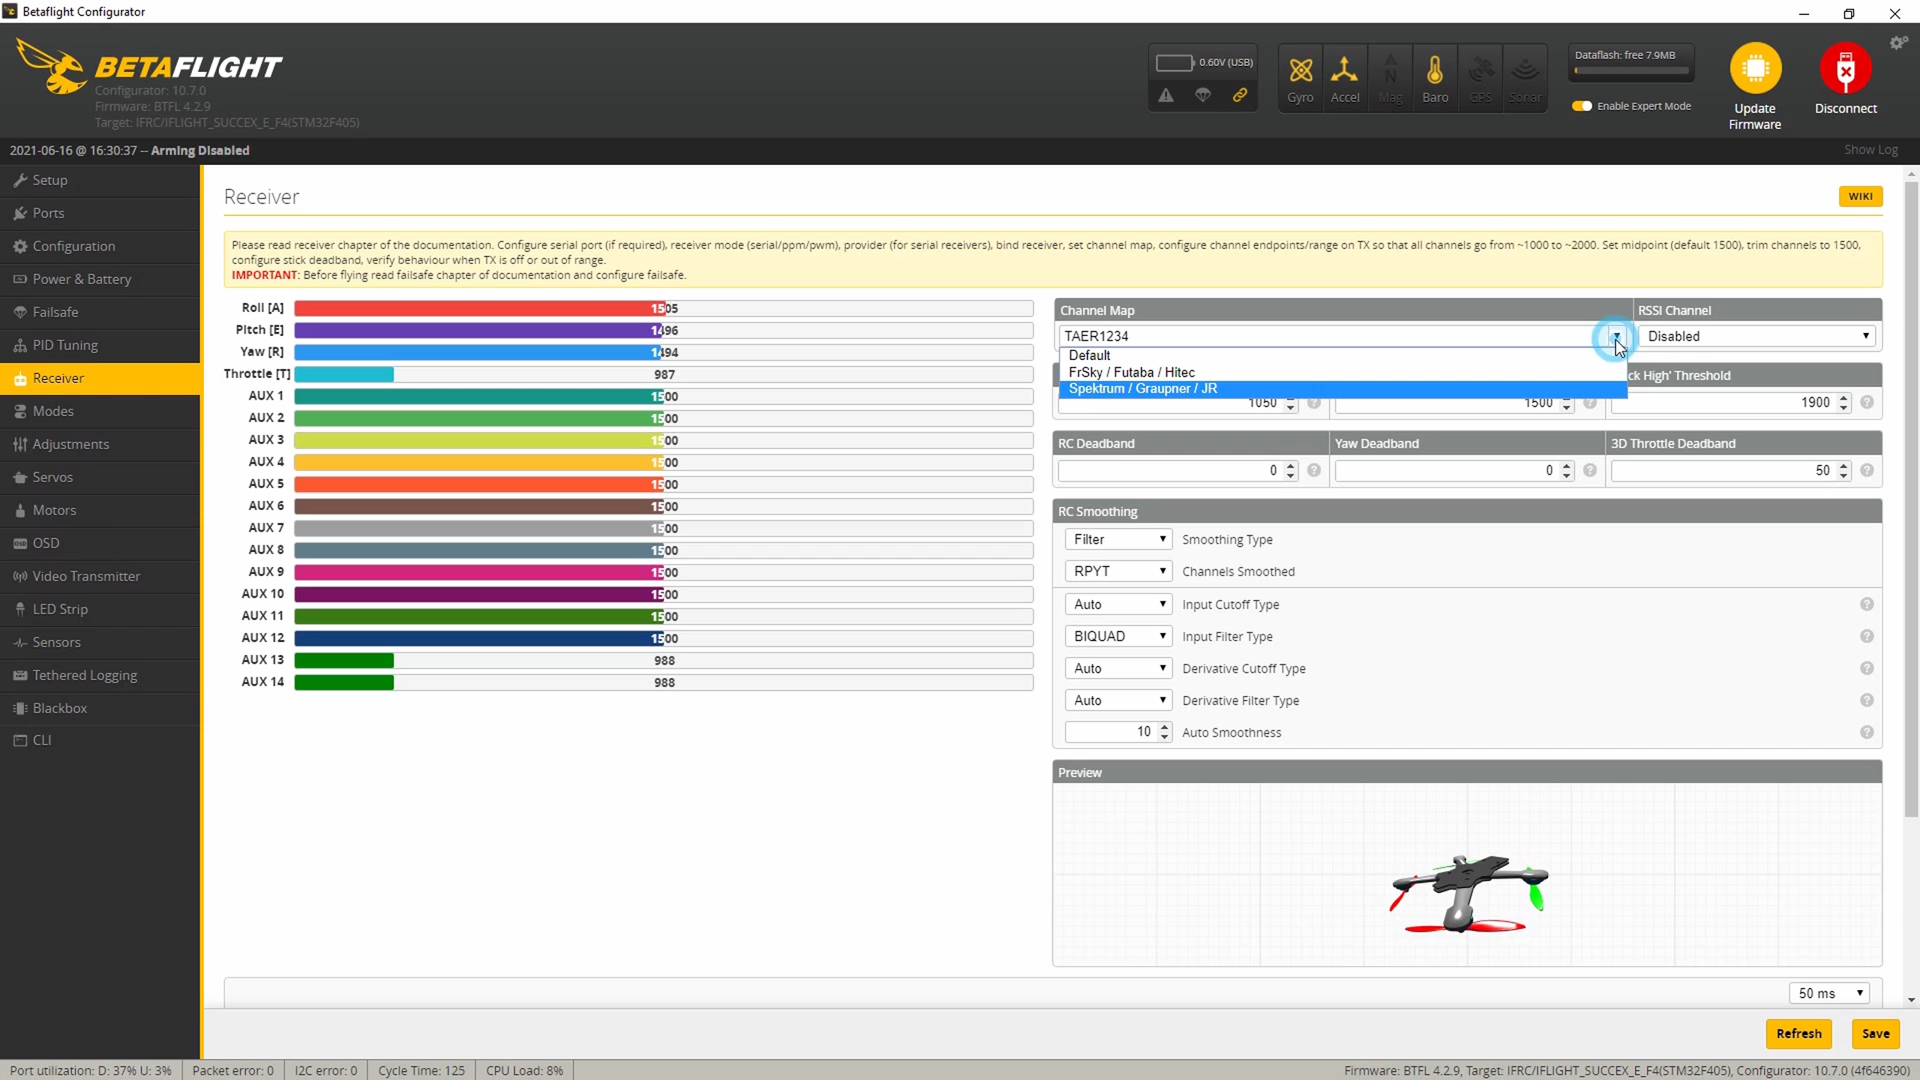 Betaflight Configurator
BETAFLIGHT
Configurator: 10.7.0
Firmware: BTFL 4.2.9
Target: IFRC/IFLIGHT_SUCCEX_E_F4(STM32F405)
0.60V (USB)
Gyro
Accel
Mag
Baro
GPS
Sonar
Dataflash: free 7.9MB
Enable Expert Mode
Update
Firmware
Disconnect
2021-06-16 @ 16:30:37 -- Arming Disabled
Show Log
Setup
Ports
Configuration
Power & Battery
Failsafe
PID Tuning
Receiver
Modes
Adjustments
Servos
Motors
OSD
Video Transmitter
LED Strip
Sensors
Tethered Logging
Blackbox
CLI
Receiver
WIKI
Please read receiver chapter of the documentation. Configure serial port (if required), receiver mode (serial/ppm/pwm), provider (for serial receivers), bind receiver, set channel map, configure channel endpoints/range on TX so that all channels go from ~1000 to ~2000. Set midpoint (default 1500), trim channels to 1500,
configure stick deadband, verify behaviour when TX is off or out of range.
IMPORTANT: Before flying read failsafe chapter of documentation and configure failsafe.
Roll [A] 1505
Pitch [E] 1496
Yaw [R] 1494
Throttle [T] 987
AUX 1 1500
AUX 2 1500
AUX 3 1500
AUX 4 1500
AUX 5 1500
AUX 6 1500
AUX 7 1500
AUX 8 1500
AUX 9 1500
AUX 10 1500
AUX 11 1500
AUX 12 1500
AUX 13 988
AUX 14 988
Channel Map
RSSI Channel
TAER1234
Disabled
Default
FrSky / Futaba / Hitec
Spektrum / Graupner / JR
ck High' Threshold
1050
1500
1900
RC Deadband
Yaw Deadband
3D Throttle Deadband
0
0
50
RC Smoothing
Filter Smoothing Type
RPYT Channels Smoothed
Auto Input Cutoff Type
BIQUAD Input Filter Type
Auto Derivative Cutoff Type
Auto Derivative Filter Type
10 Auto Smoothness
Preview
50 ms
Refresh
Save
Port utilization: D: 37% U: 3%
Packet error: 0
I2C error: 0
Cycle Time: 125
CPU Load: 8%
Firmware: BTFL 4.2.9, Target: IFRC/IFLIGHT_SUCCEX_E_F4(STM32F405), Configurator: 10.7.0 (4f646390)